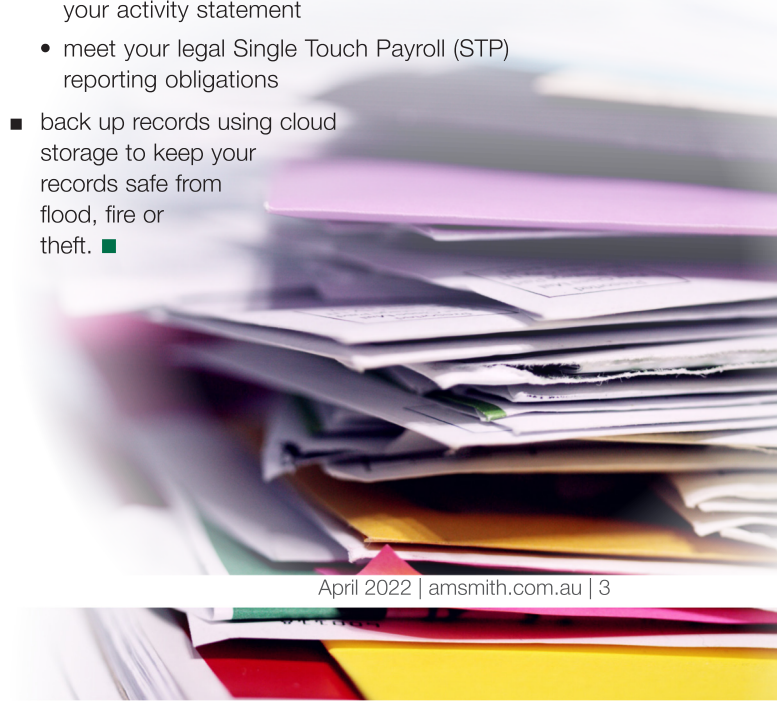 your activity statement
• meet your legal Single Touch Payroll (STP)
reporting obligations
■ back up records using cloud
storage to keep your
records safe from
flood, fire or
theft. ■
April 2022 | amsmith.com.au | 3